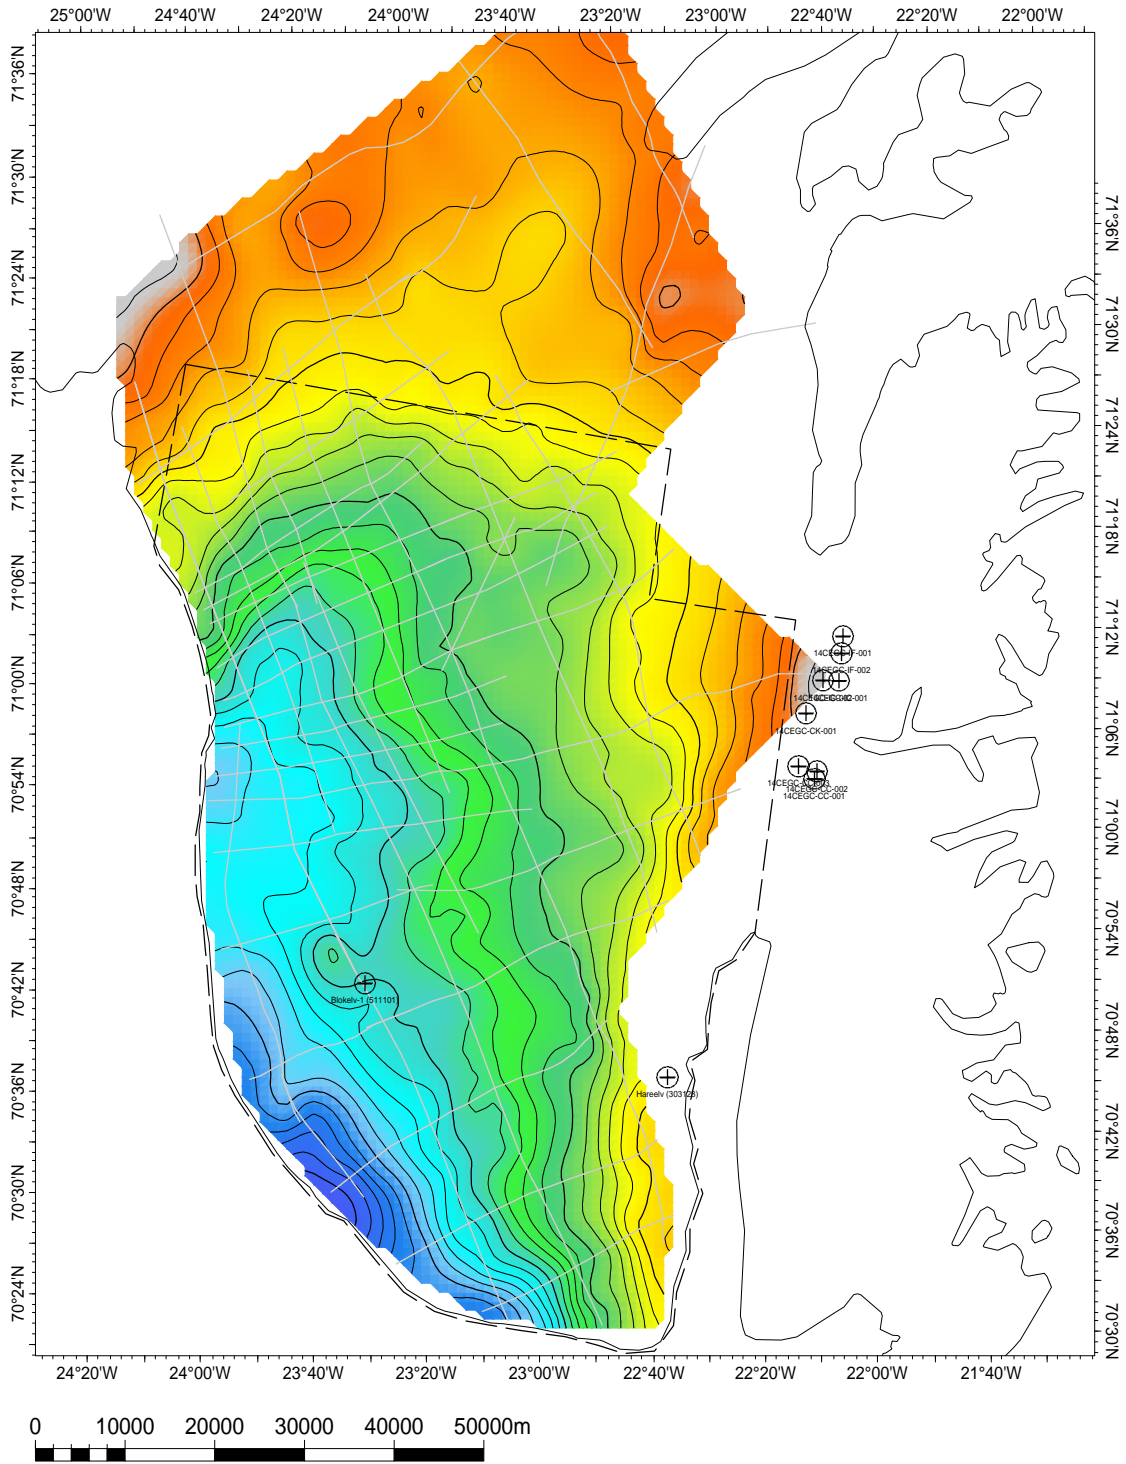 25°00'W 24°40'W 24°20'W 24°00'W 23°40'W 23°20'W 23°00'W 22°40'W 22°20'W 22°00'W
71°36'N
71°30'N
71°24'N
71°18'N
71°12'N
71°06'N
71°00'N
70°54'N
70°48'N
70°42'N
70°36'N
70°30'N
70°24'N
71°36'N
71°30'N
71°24'N
71°18'N
71°12'N
71°06'N
71°00'N
70°54'N
70°48'N
70°42'N
70°36'N
70°30'N
14CEGC-IF-001
14CEGC-IF-002
14CEGC-CK-001
14CEGC-CC-002
14CEGC-CC-001
Blokelv-1 (511101)
Hareelv (303126)
24°20'W 24°00'W 23°40'W 23°20'W 23°00'W 22°40'W 22°20'W 22°00'W 21°40'W
0 10000 20000 30000 40000 50000m